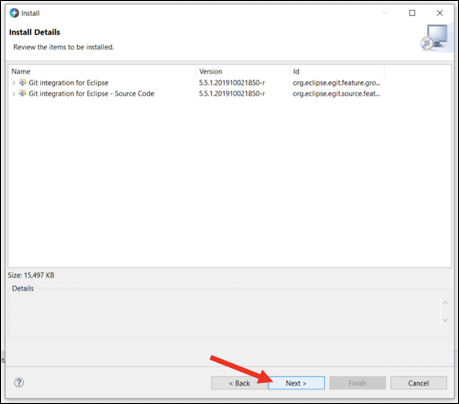 Install
Install Details
Review the items to be installed.
Name Version Id
Git integration for Eclipse 5.5.1.201910021850-r org.eclipse.egit.feature.gro...
Git integration for Eclipse - Source Code 5.5.1.201910021850-r org.eclipse.egit.source.feat...
Size: 15,497 KB
Details
? < Back Next > Finish Cancel